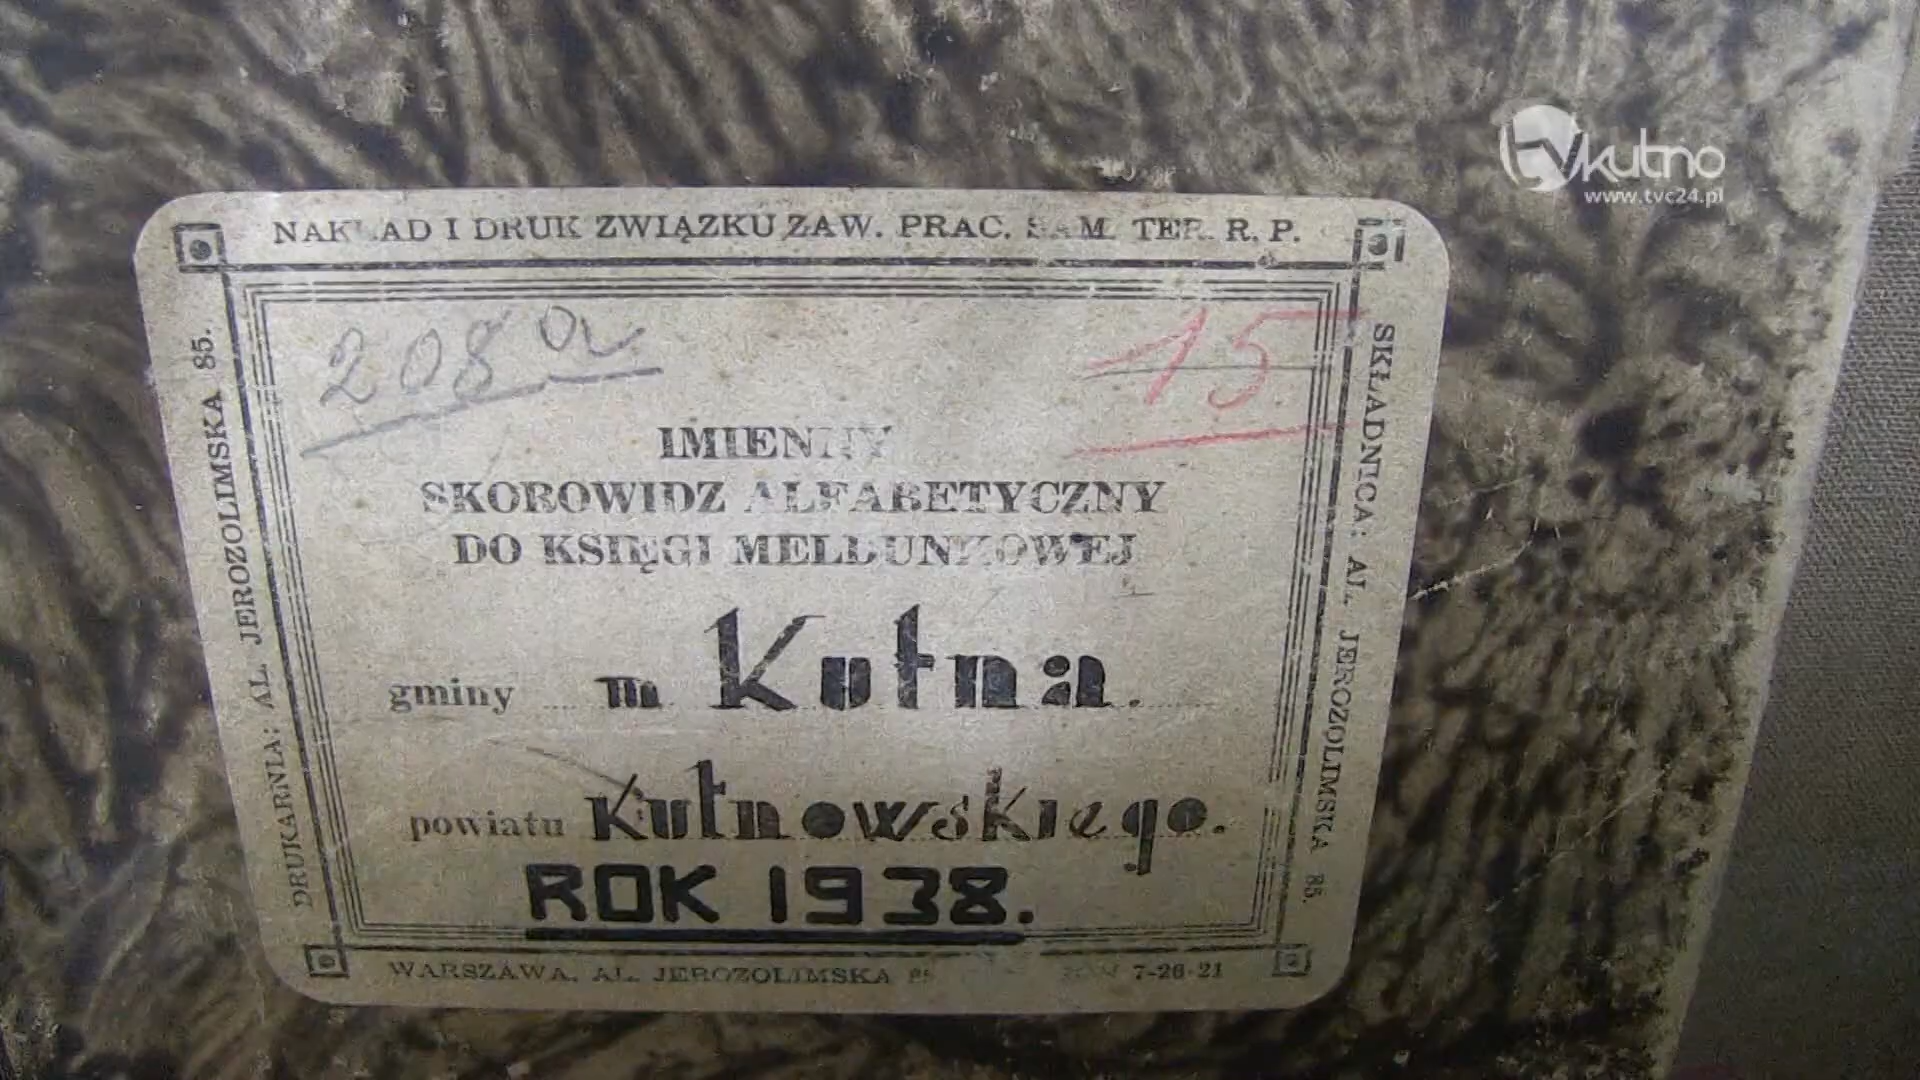 tvkutno
www.tvc24.pl
NAKŁAD I DRUK ZWIĄZKU ZAW. PRAC. SAM. TER. R. P.
DRUKARNIA: AL. JEROZOLIMSKA 85.
SKŁADNICA: AL. JEROZOLIMSKA 85.
208a
15.
IMIENNY
SKOROWIDZ ALFABETYCZNY
DO KSIĘGI MELDUNKOWEJ
gminy m Kutna.
powiatu Kutnowskiego.
ROK 1938.
WARSZAWA, AL. JEROZOLIMSKA 85 7-26-21